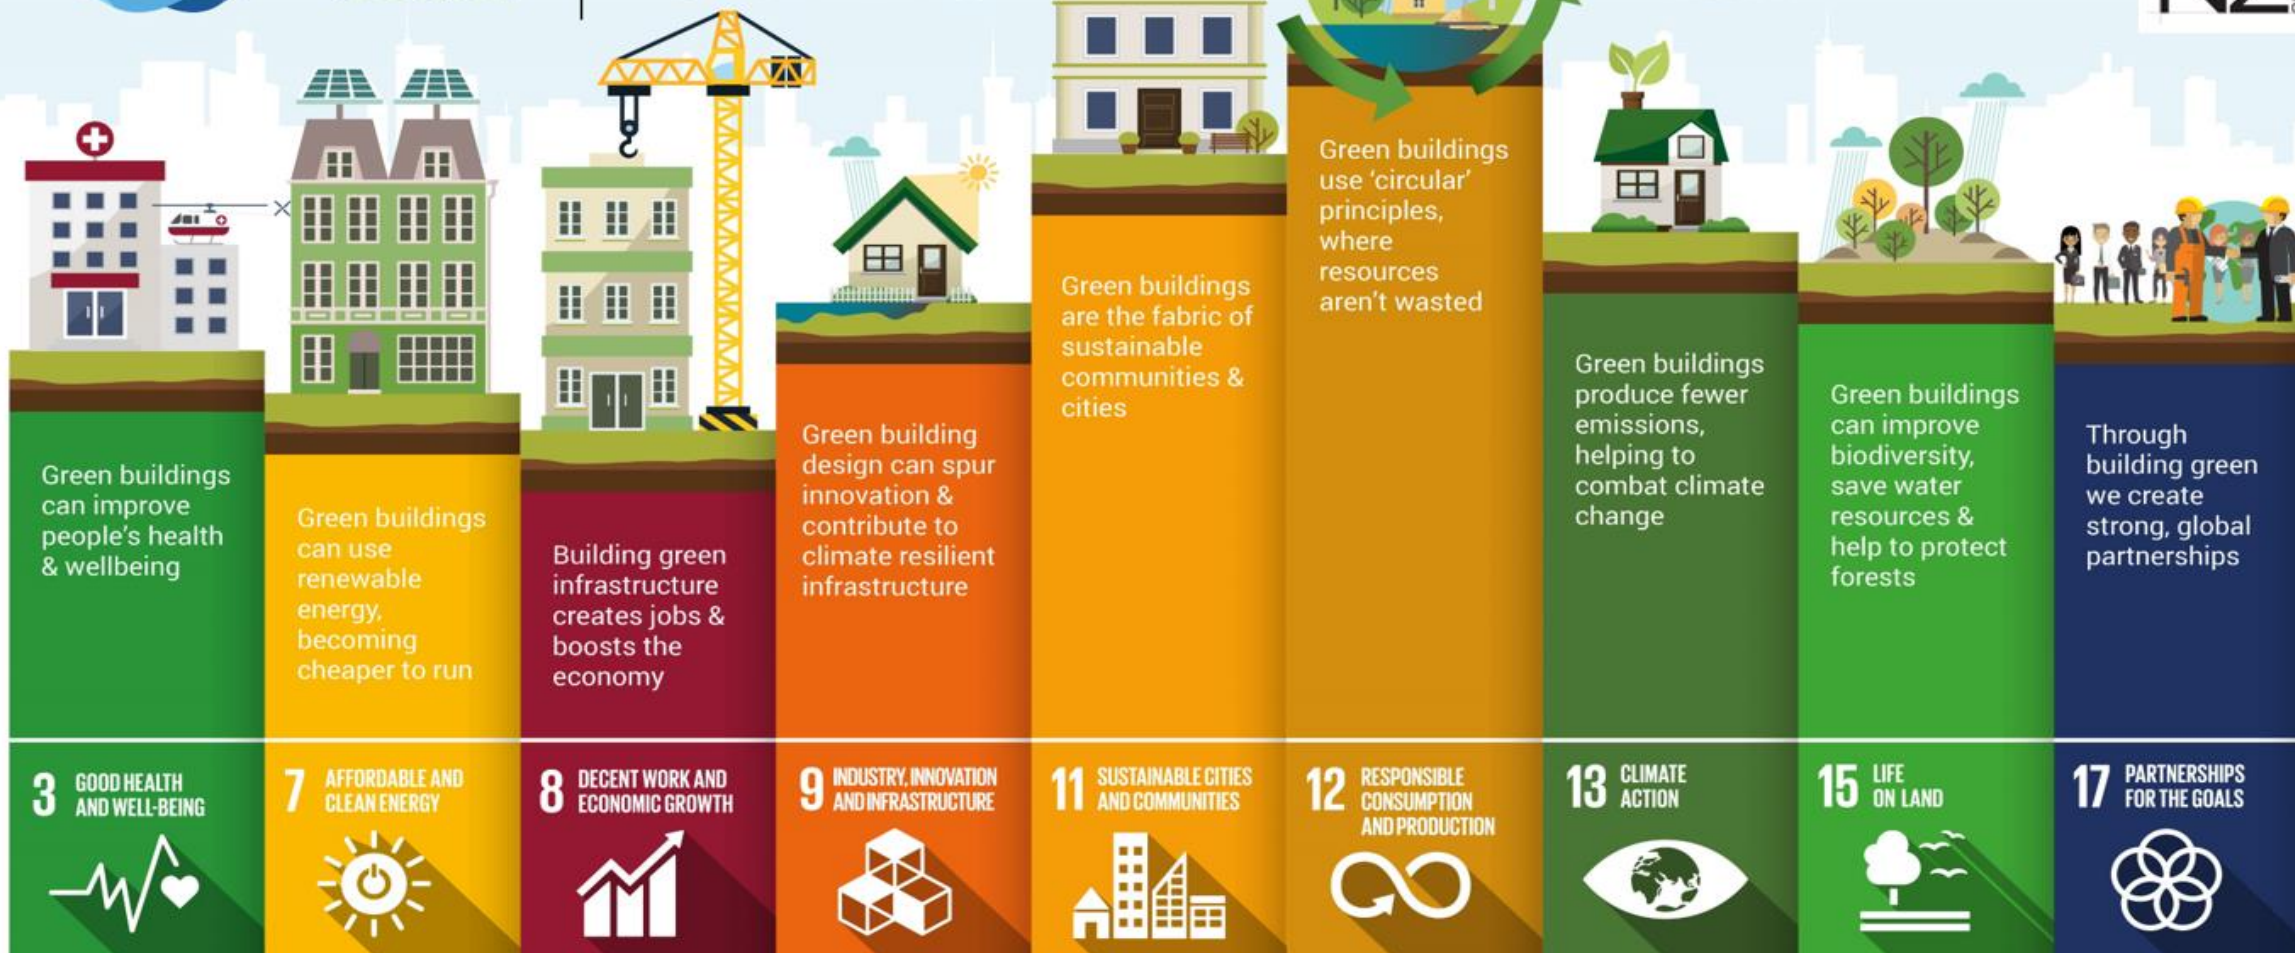 Green buildings
can improve
people's health
& wellbeing
Green buildings
can use
renewable
energy,
becoming
cheaper to run
Building green
infrastructure
creates jobs &
boosts the
economy
Green building
design can spur
innovation &
contribute to
climate resilient
infrastructure
Green buildings
are the fabric of
sustainable
communities &
cities
Green buildings
use ‘circular’
principles,
where
resources
aren't wasted
Green buildings
produce fewer
emissions,
helping to
combat climate
change
Green buildings
can improve
biodiversity,
save water
resources &
help to protect
forests
Through
building green
we create
strong, global
partnerships
3 GOOD HEALTH
AND WELL-BEING
7 AFFORDABLE AND
CLEAN ENERGY
8 DECENT WORK AND
ECONOMIC GROWTH
9 INDUSTRY, INNOVATION
AND INFRASTRUCTURE
11 SUSTAINABLE CITIES
AND COMMUNITIES
12 RESPONSIBLE
CONSUMPTION
AND PRODUCTION
13 CLIMATE
ACTION
15 LIFE
ON LAND
17 PARTNERSHIPS
FOR THE GOALS